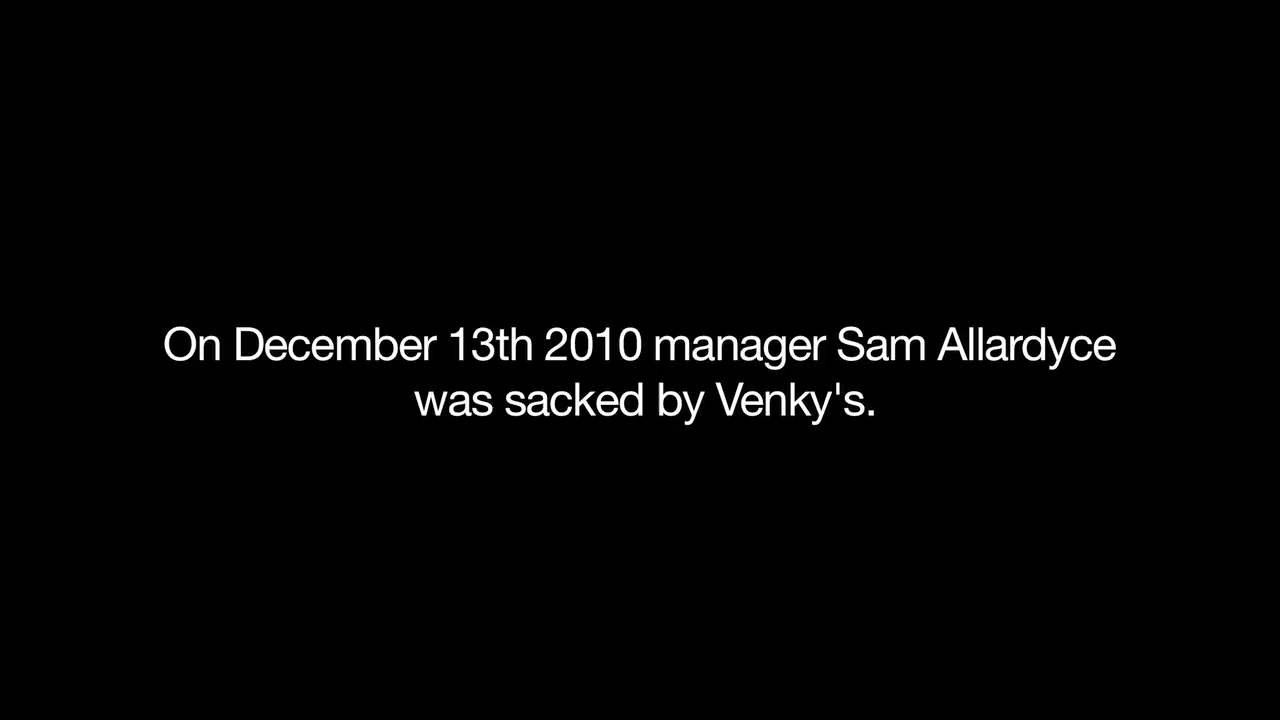 On December 13th 2010 manager Sam Allardyce
was sacked by Venky's.